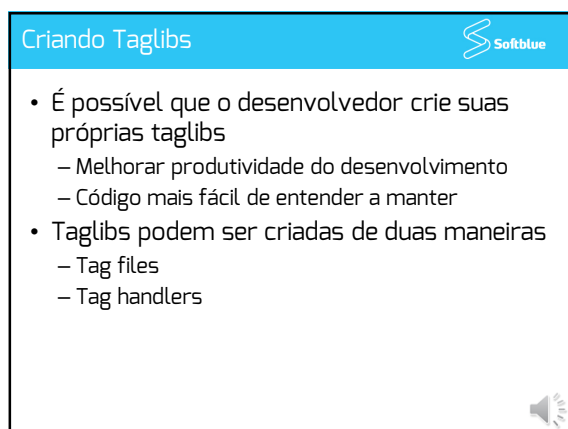 Criando Taglibs
Softblue
• É possível que o desenvolvedor crie suas
próprias taglibs
– Melhorar produtividade do desenvolvimento
– Código mais fácil de entender a manter
• Taglibs podem ser criadas de duas maneiras
– Tag files
– Tag handlers